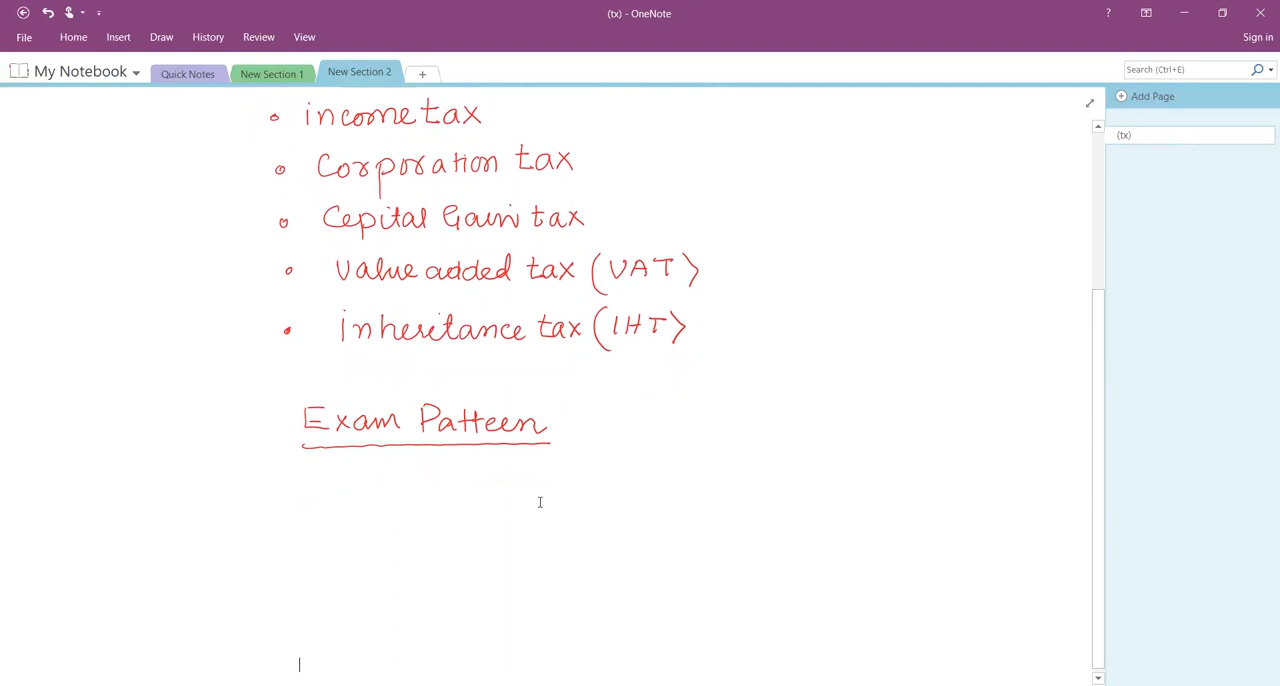 (tx) - OneNote
?
File Home Insert Draw History Review View
Sign in
My Notebook Quick Notes New Section 1 New Section 2 +
Search (Ctrl+E)
Add Page
(tx)
• income tax
• Corporation tax
• Cepital Gain tax
• Value added tax (VAT)
• inheritance tax (IHT)
Exam Patteen